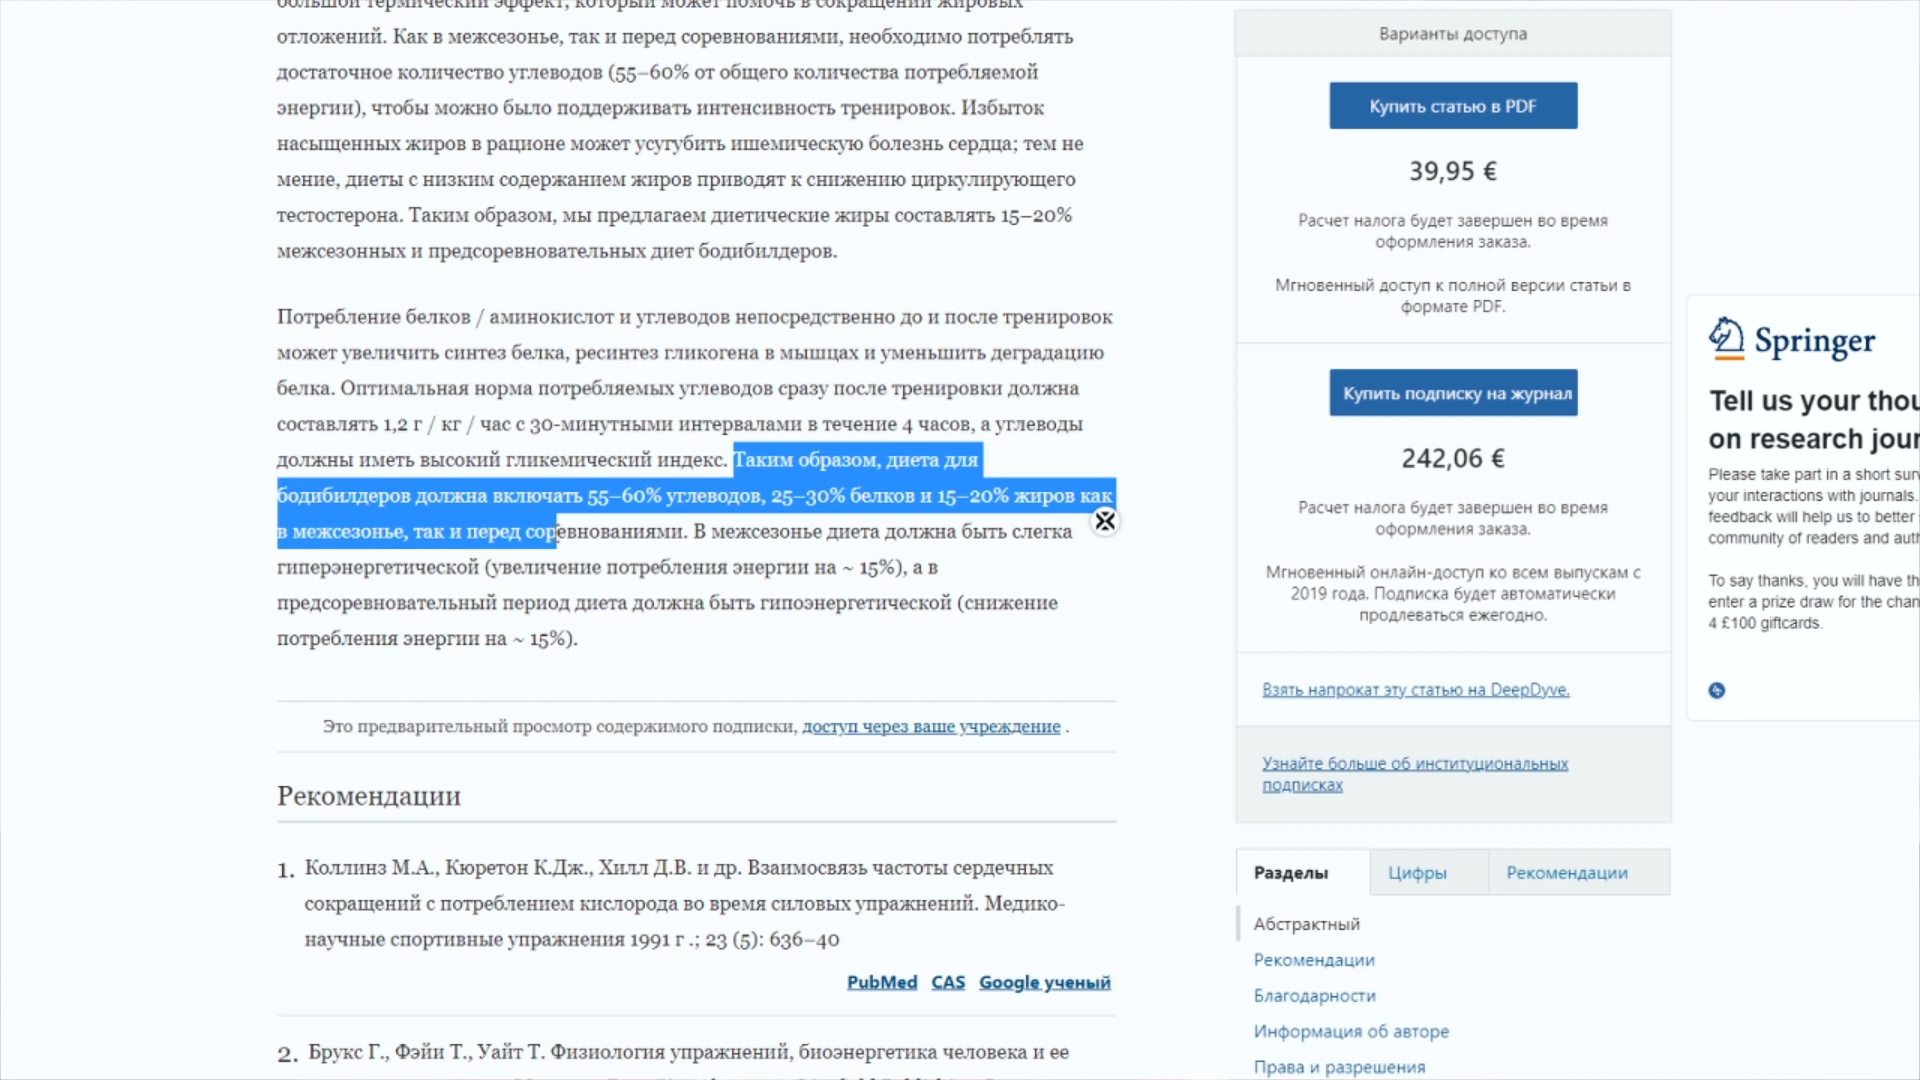 большой термический эффект, который может помочь в сокращении жировых
отложений. Как в межсезонье, так и перед соревнованиями, необходимо потреблять
достаточное количество углеводов (55–60% от общего количества потребляемой
энергии), чтобы можно было поддерживать интенсивность тренировок. Избыток
насыщенных жиров в рационе может усугубить ишемическую болезнь сердца; тем не
мение, диеты с низким содержанием жиров приводят к снижению циркулирующего
тестостерона. Таким образом, мы предлагаем диетические жиры составлять 15–20%
межсезонных и предсоревновательных диет бодибилдеров.
Потребление белков / аминокислот и углеводов непосредственно до и после тренировок
может увеличить синтез белка, ресинтез гликогена в мышцах и уменьшить деградацию
белка. Оптимальная норма потребляемых углеводов сразу после тренировки должна
составлять 1,2 г / кг / час с 30-минутными интервалами в течение 4 часов, а углеводы
должны иметь высокий гликемический индекс. Таким образом, диета для
бодибилдеров должна включать 55–60% углеводов, 25–30% белков и 15–20% жиров как
в межсезонье, так и перед соревнованиями. В межсезонье диета должна быть слегка
гиперэнергетической (увеличение потребления энергии на ~ 15%), а в
предсоревновательный период диета должна быть гипоэнергетической (снижение
потребления энергии на ~ 15%).
Это предварительный просмотр содержимого подписки, доступ через ваше учреждение .
Рекомендации
1. Коллинз М.А., Кюретон К.Дж., Хилл Д.В. и др. Взаимосвязь частоты сердечных
сокращений с потреблением кислорода во время силовых упражнений. Медико-
научные спортивные упражнения 1991 г .; 23 (5): 636–40
PubMed CAS Google ученый
2. Брукс Г., Фэйи Т., Уайт Т. Физиология упражнений, биоэнергетика человека и ее
Варианты доступа
Купить статью в PDF
39,95 €
Расчет налога будет завершен во время
оформления заказа.
Мгновенный доступ к полной версии статьи в
формате PDF.
Купить подписку на журнал
242,06 €
Расчет налога будет завершен во время
оформления заказа.
Мгновенный онлайн-доступ ко всем выпускам с
2019 года. Подписка будет автоматически
продлеваться ежегодно.
Взять напрокат эту статью на DeepDyve.
Узнайте больше об институциональных
подписках
Разделы Цифры Рекомендации
Абстрактный
Рекомендации
Благодарности
Информация об авторе
Права и разрешения
Springer
Tell us your thou
on research jour
Please take part in a short sur
your interactions with journals.
feedback will help us to better
community of readers and auth
To say thanks, you will have th
enter a prize draw for the chan
4 £100 giftcards.